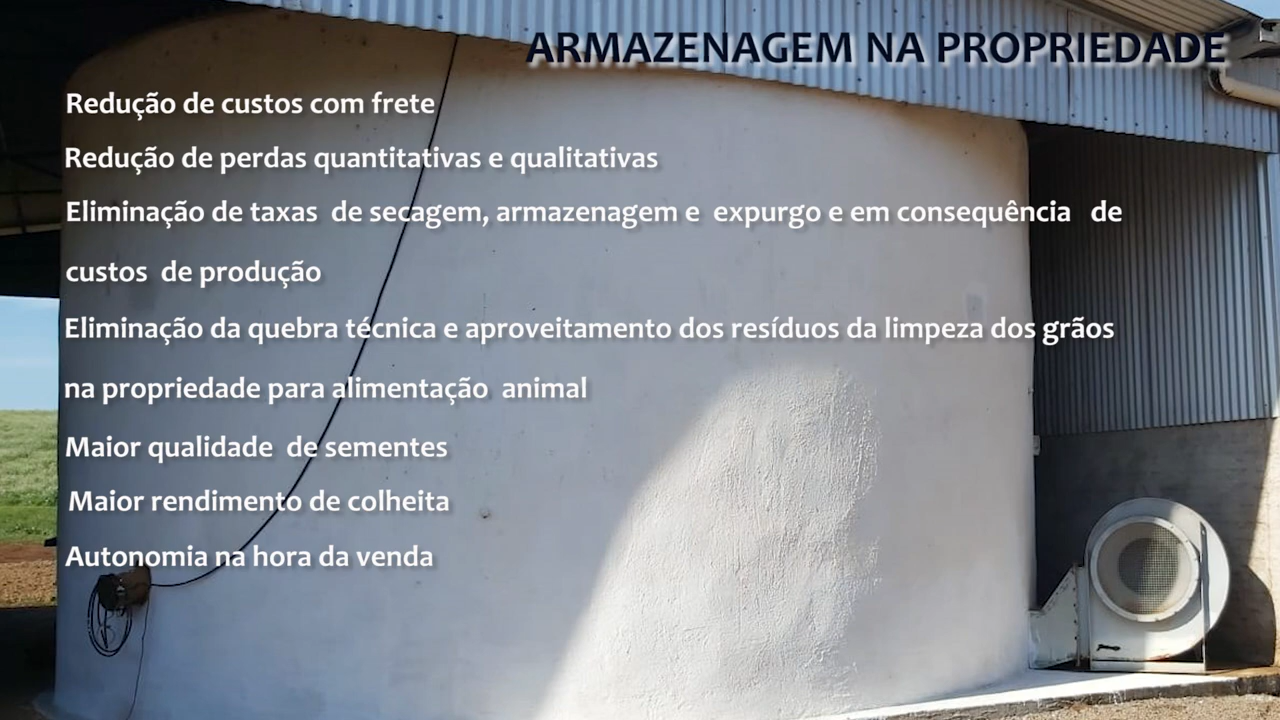 ARMAZENAGEM NA PROPRIEDADE
Redução de custos com frete
Redução de perdas quantitativas e qualitativas
Eliminação de taxas de secagem, armazenagem e expurgo e em consequência de
custos de produção
Eliminação da quebra técnica e aproveitamento dos resíduos da limpeza dos grãos
na propriedade para alimentação animal
Maior qualidade de sementes
Maior rendimento de colheita
Autonomia na hora da venda